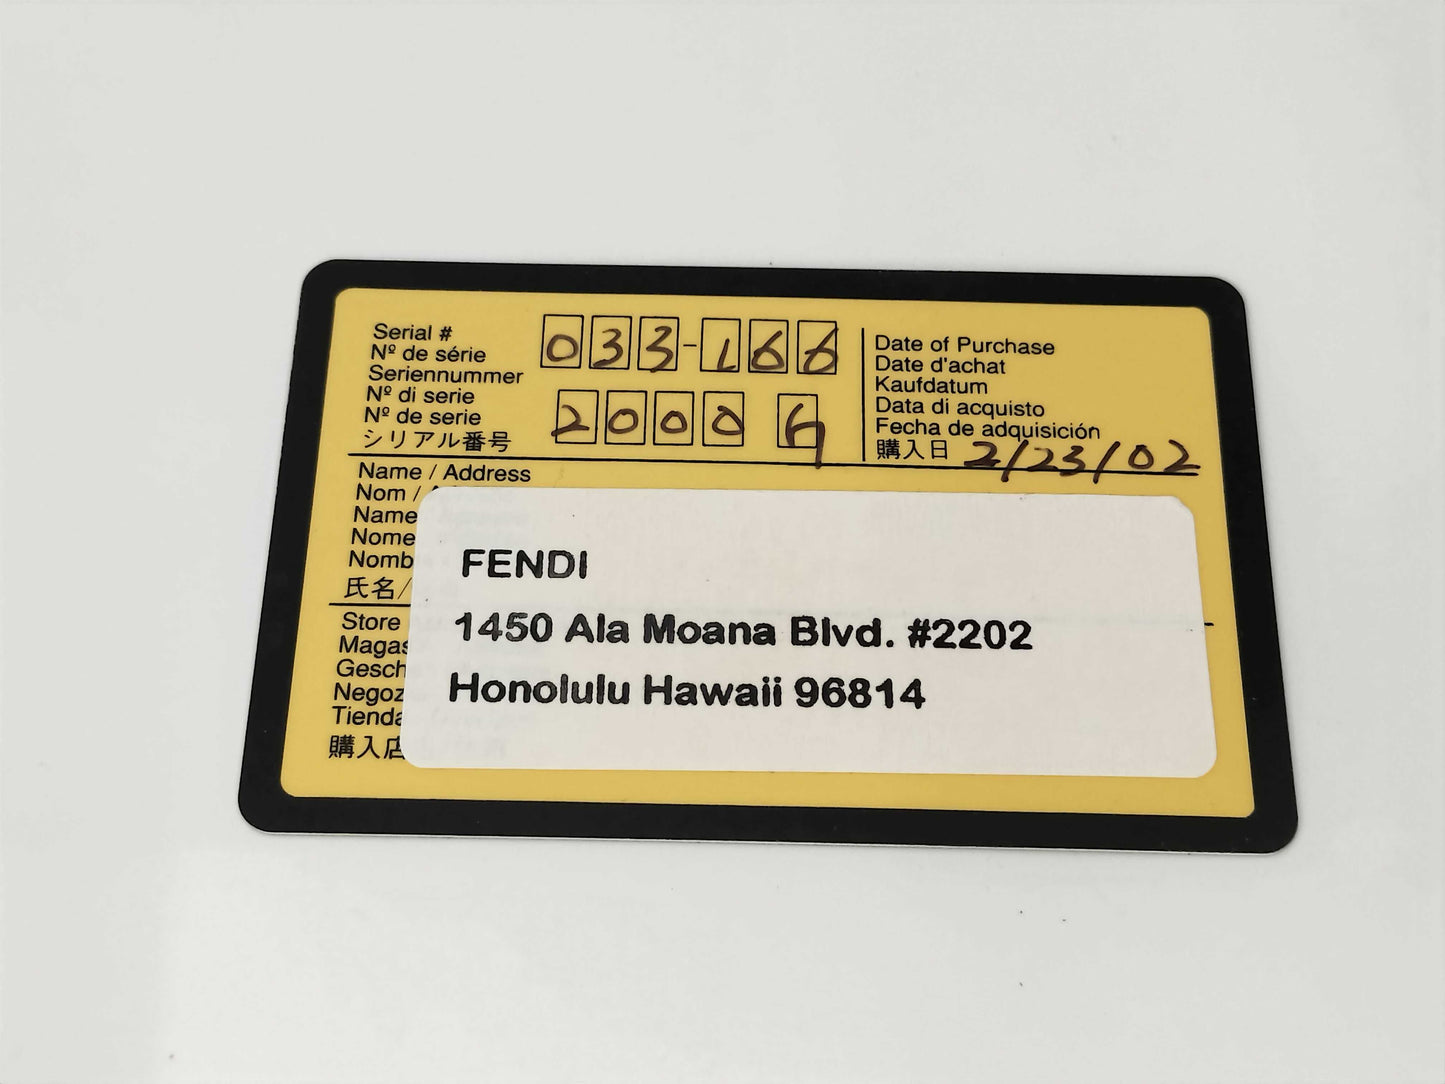 Serial #
Nº de série
Seriennummer
Nº di serie
Nº de serie
シリアル番号
033-166
2000
Date of Purchase
Date d'achat
Kaufdatum
Data di acquisto
Fecha de adquisición
購入日 2/23/02
Name / Address
Nom /
Name
Nome
Nomb
氏名/
Store
Magas
Gesch
Negoz
Tienda
購入店
FENDI
1450 Ala Moana Blvd. #2202
Honolulu Hawaii 96814